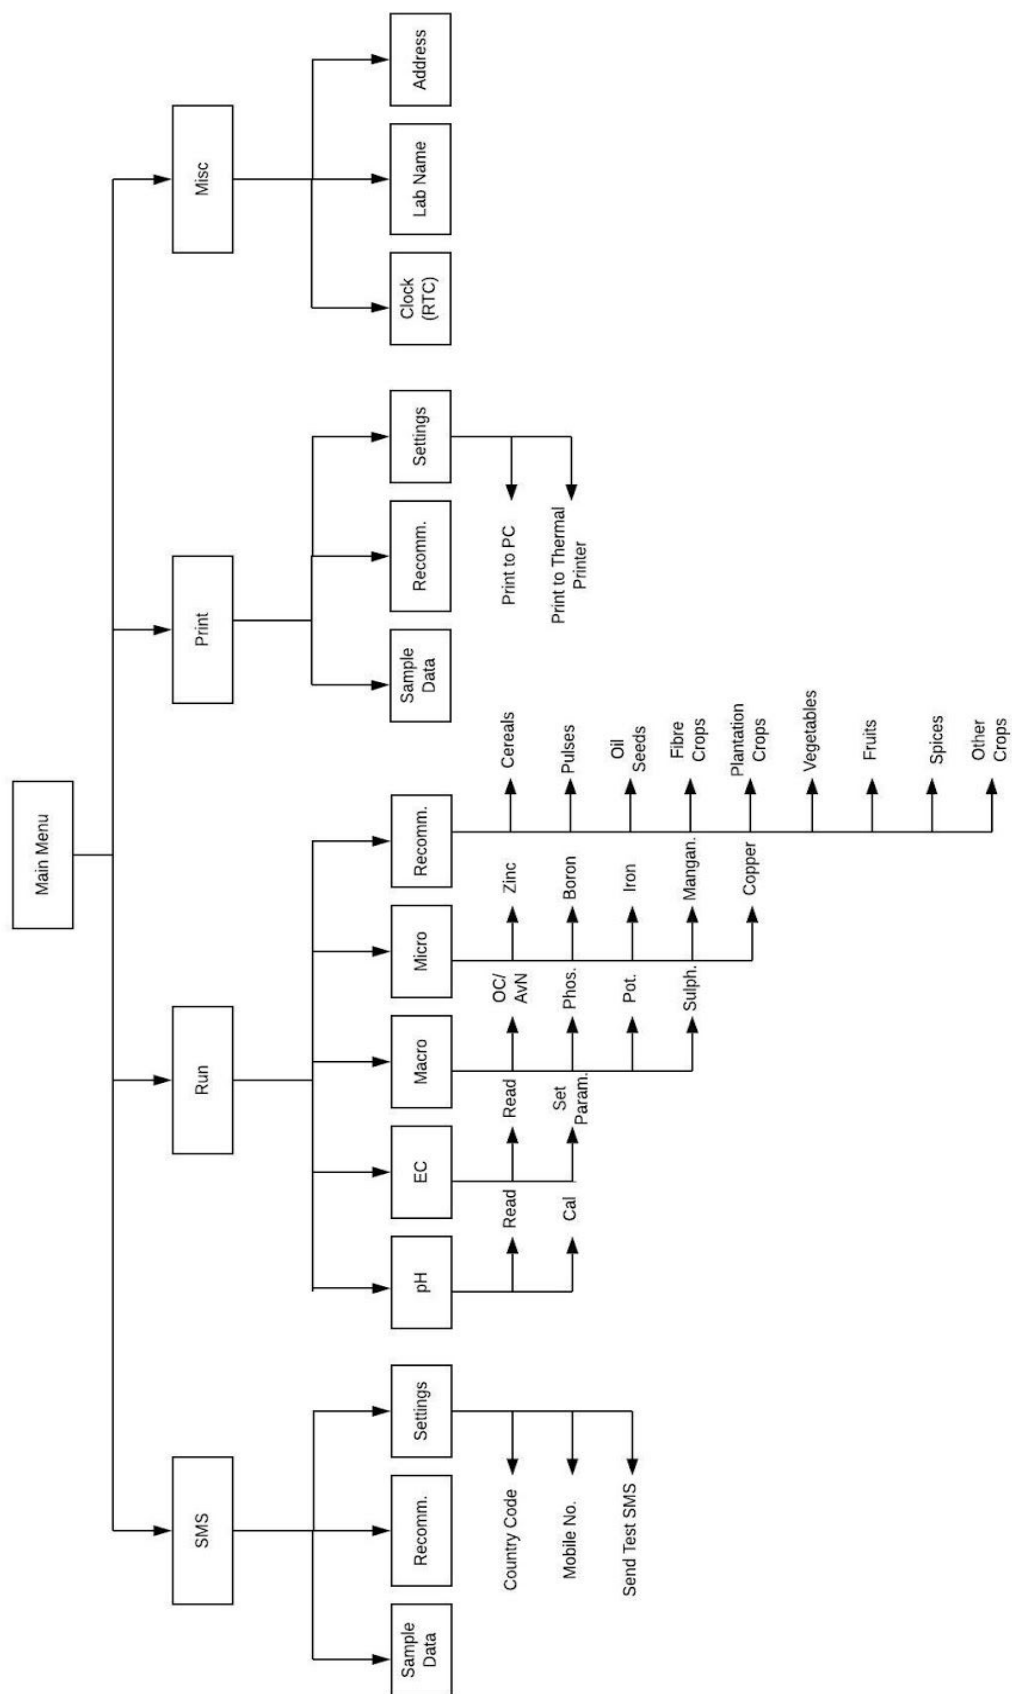 Main Menu
SMS
Run
Print
Misc
Sample
Data
Recomm.
Settings
pH
EC
Macro
Micro
Recomm.
Sample
Data
Recomm.
Settings
Clock
(RTC)
Lab Name
Address
Country Code
Mobile No.
Send Test SMS
Read
Cal
Read
Set
Param.
OC/
AvN
Phos.
Pot.
Sulph.
Zinc
Boron
Iron
Mangan.
Copper
Cereals
Pulses
Oil
Seeds
Fibre
Crops
Plantation
Crops
Vegetables
Fruits
Spices
Other
Crops
Print to PC
Print to Thermal
Printer